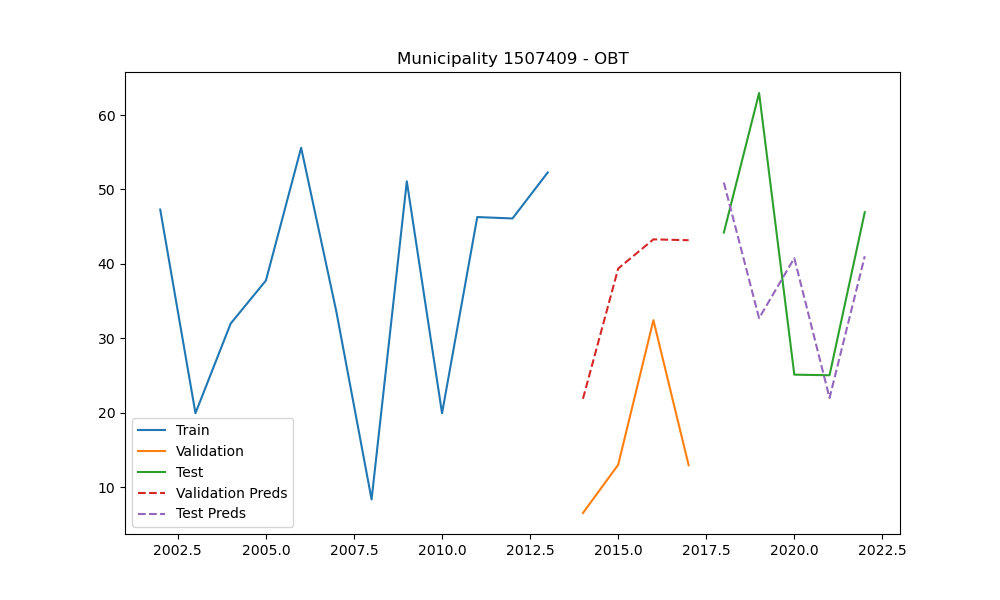 Municipality 1507409 - OBT
60
50
40
30
20
10
Train
Validation
Test
Validation Preds
Test Preds
2002.5 2005.0 2007.5 2010.0 2012.5 2015.0 2017.5 2020.0 2022.5